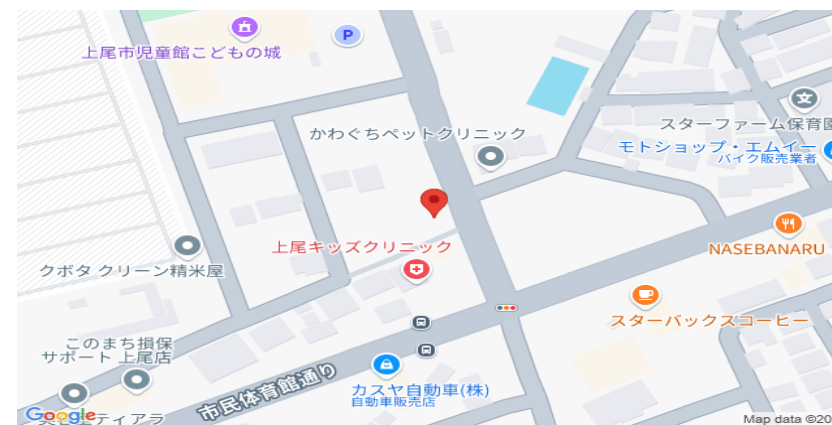 上尾市児童館こどもの城
P
かわぐちペットクリニック
スターファーム保育園
モトショップ・エムイー
バイク販売業者
上尾キッズクリニック
クボタ クリーン精米屋
NASEBANARU
スターバックスコーヒー
このまち損保
サポート 上尾店
市民体育館通り
カスヤ自動車(株)
自動車販売店
ティアラ
Google
Map data ©20